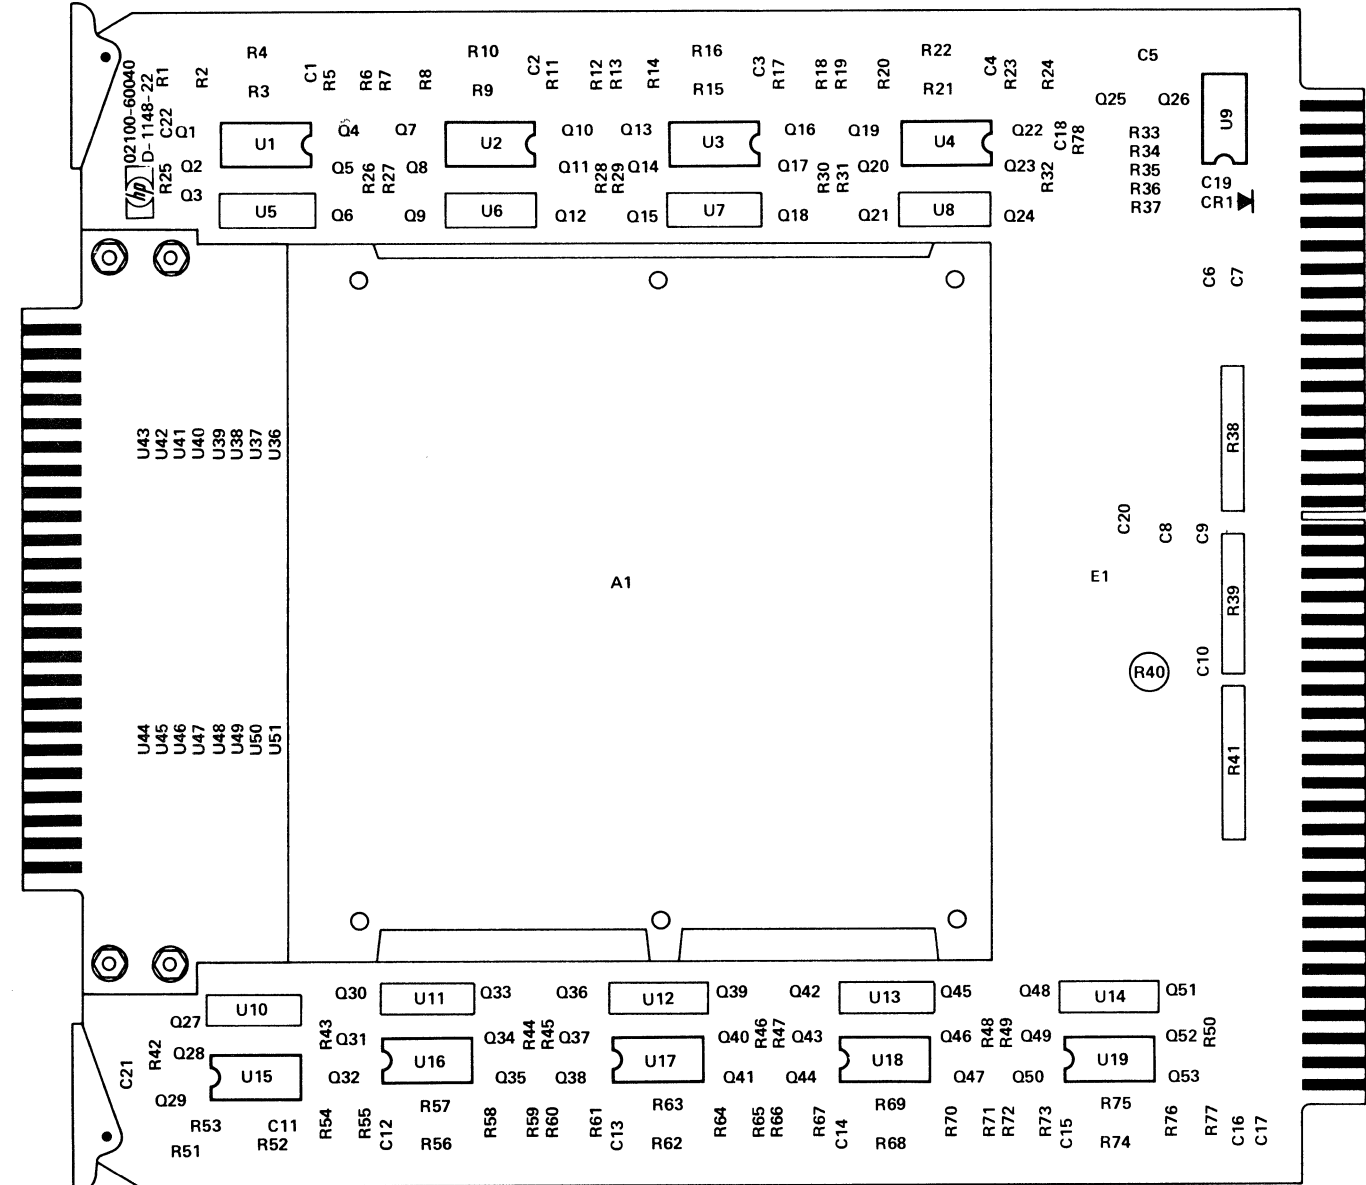 R4 R10 R16 R22 C5
R1 R2 C1 R5 R6 R7 R8 C2 R11 R12 R13 R14 C3 R17 R18 R19 R20 C4 R23 R24
R3 R9 R15 R21
Q25 Q26 U9
02100-60040
D-1148-22
hp
C22
Q1 U1 Q4 Q7 U2 Q10 Q13 U3 Q16 Q19 U4 Q22 C18 R78
R33
R34
R35
R36
R37
Q2 Q5 Q8 Q11 Q14 Q17 Q20 Q23
R25 R26 R27 R28 R29 R30 R31 R32
C19
CR1
Q3 U5 Q6 Q9 U6 Q12 Q15 U7 Q18 Q21 U8 Q24
C6 C7
U43 U42 U41 U40 U39 U38 U37 U36
R38
C20 C8 C9
A1
E1
R39
R40 C10
U44 U45 U46 U47 U48 U49 U50 U51
R41
Q30 U11 Q33 Q36 U12 Q39 Q42 U13 Q45 Q48 U14 Q51
U10
Q27
R43 Q31 Q34 R44 R45 Q37 Q40 R46 R47 Q43 Q46 R48 R49 Q49 Q52 R50
Q28 R42
U16 U17 U18 U19
C21 U15 Q32 Q35 Q38 Q41 Q44 Q47 Q50 Q53
Q29
R57 R63 R69 R75
R53 C11 R54 R55 C12 R58 R59 R60 R61 C13 R64 R65 R66 R67 C14 R70 R71 R72 R73 C15 R76 R77 C16 C17
R51 R52 R56 R62 R68 R74